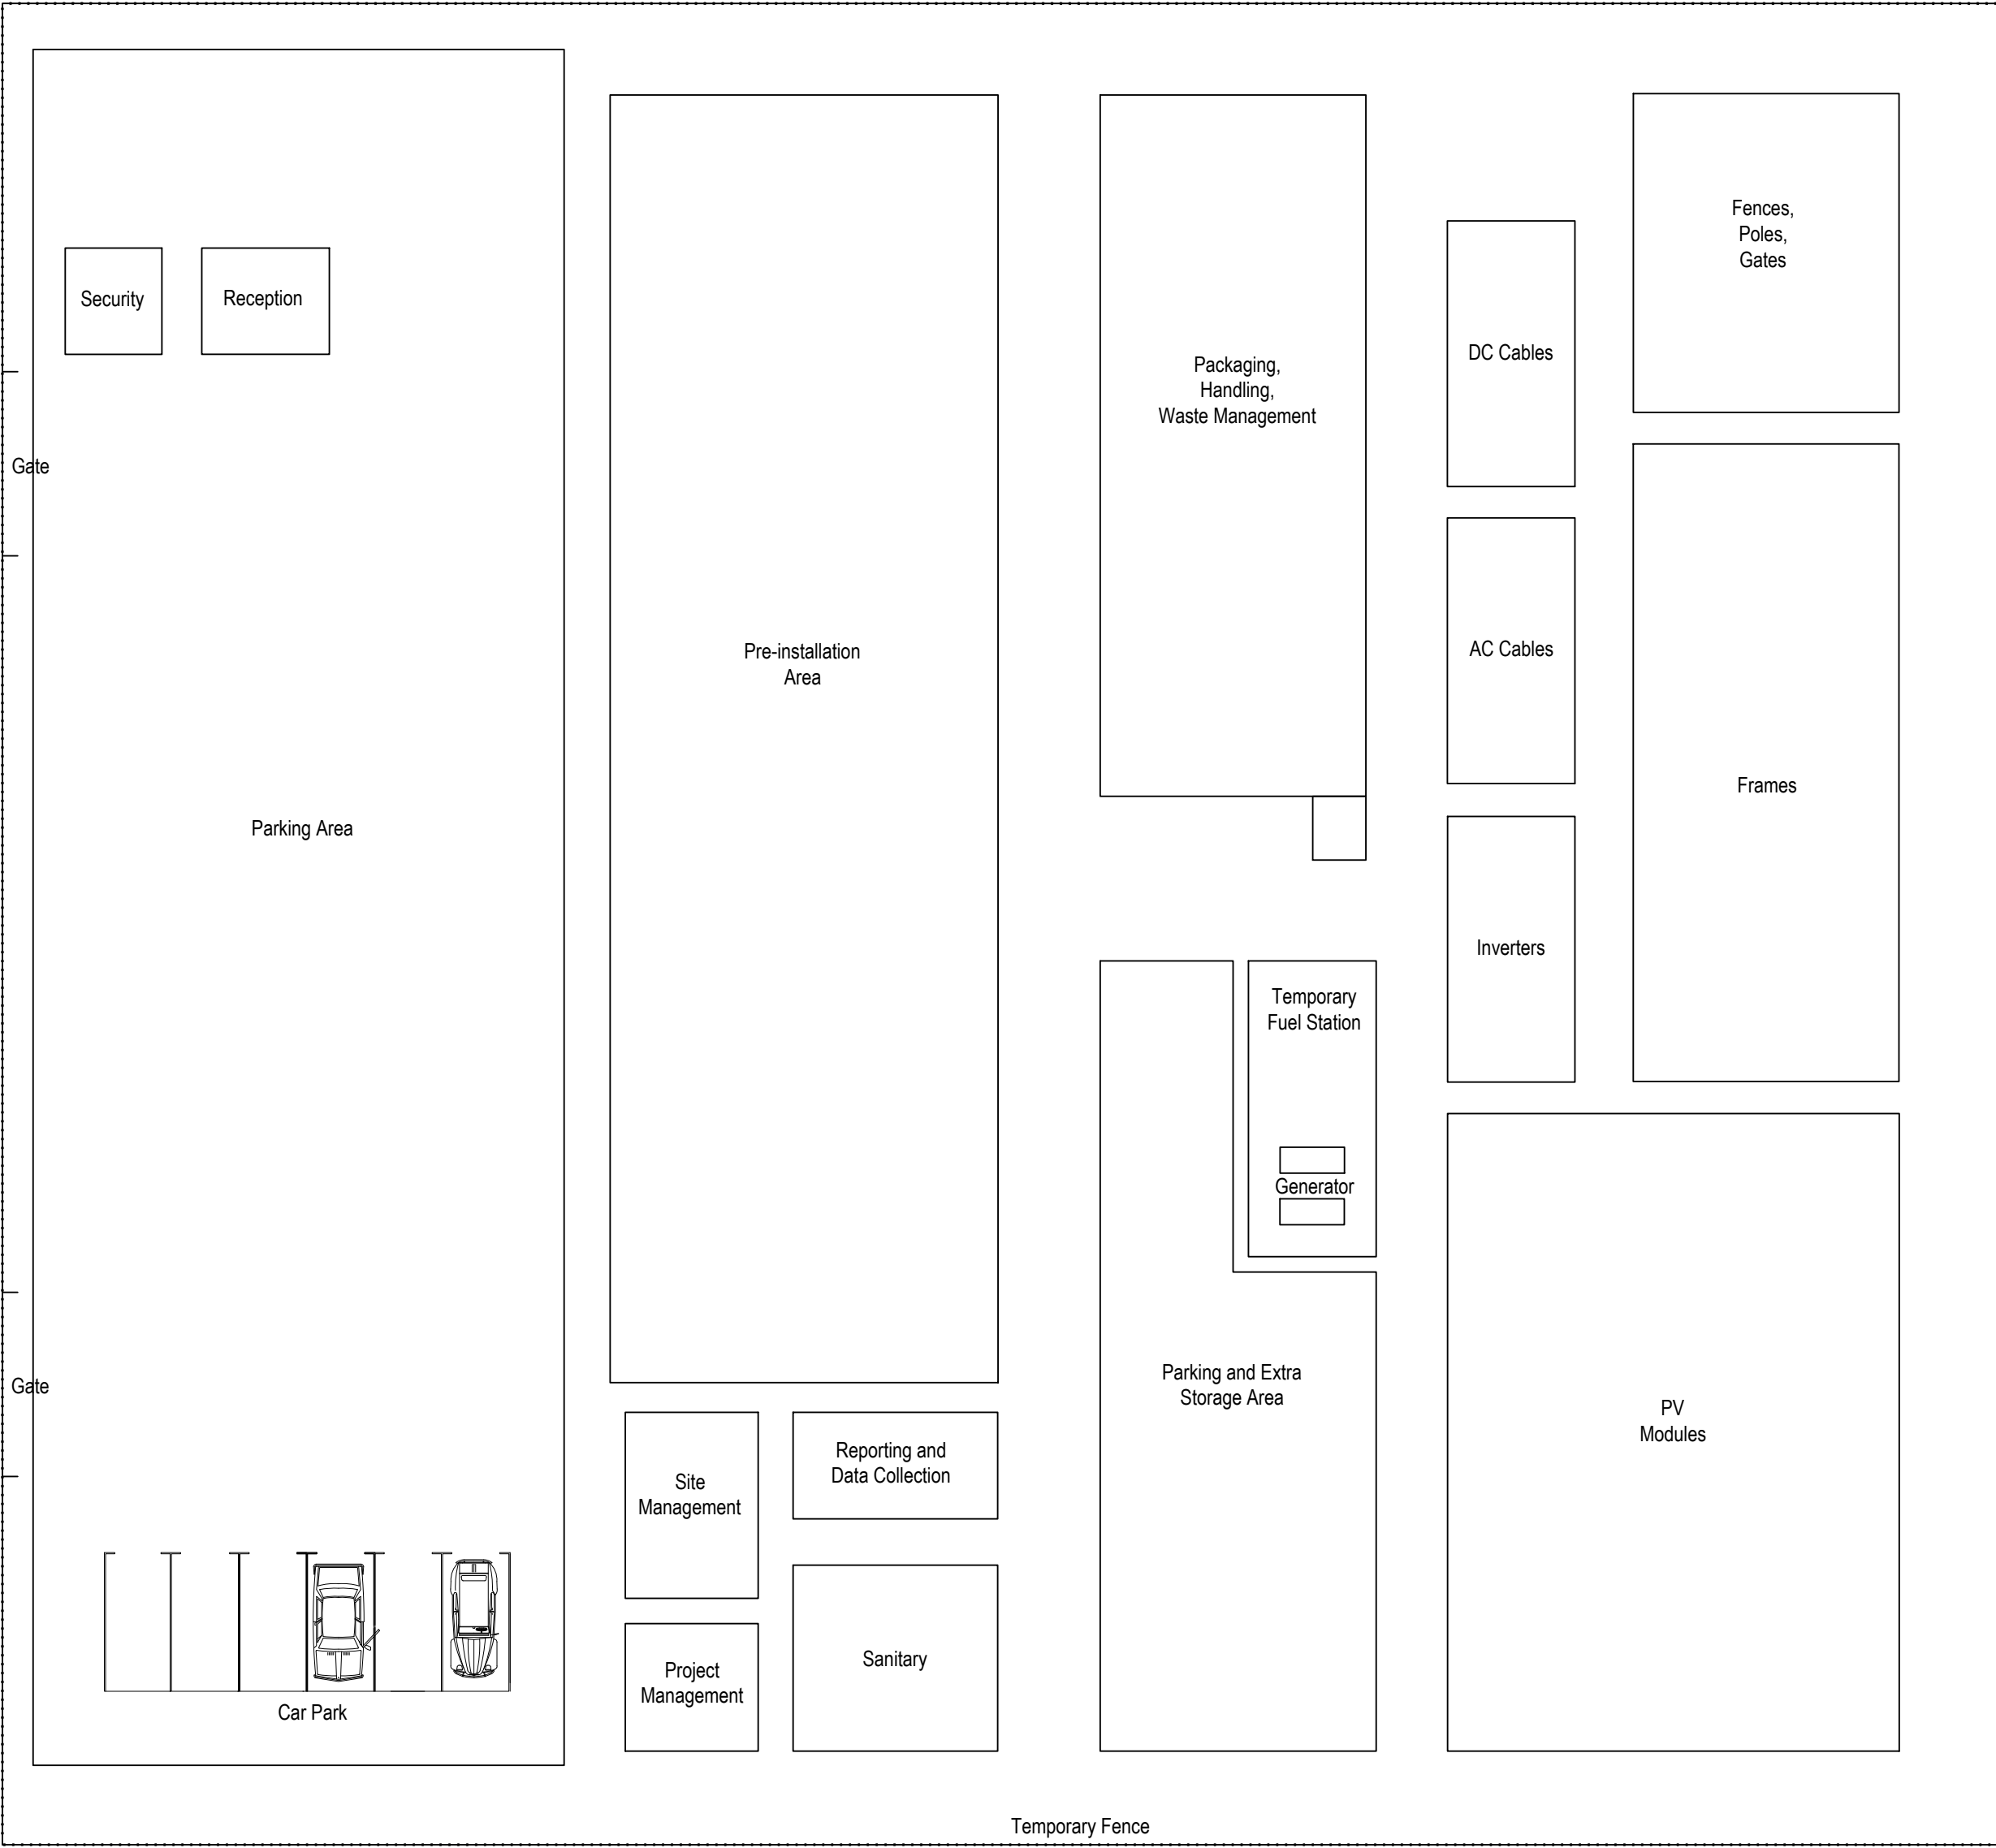 Security
Reception
Gate
Parking Area
Gate
Car Park
Pre-installation
Area
Site
Management
Reporting and
Data Collection
Project
Management
Sanitary
Packaging,
Handling,
Waste Management
Temporary
Fuel Station
Generator
Parking and Extra
Storage Area
DC Cables
AC Cables
Inverters
Fences,
Poles,
Gates
Frames
PV
Modules
Temporary Fence